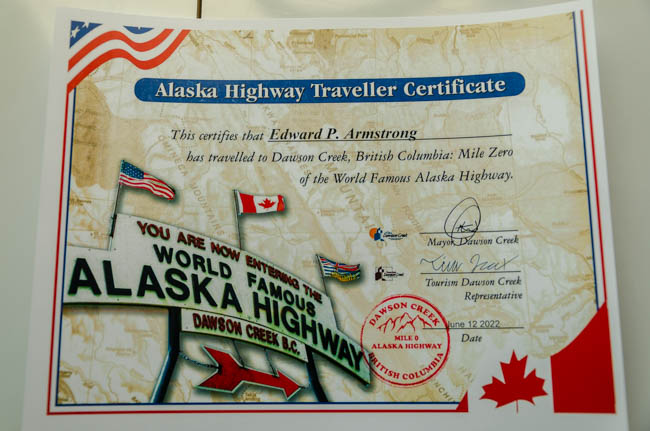 Alaska Highway Traveller Certificate
This certifies that Edward P. Armstrong
has travelled to Dawson Creek, British Columbia: Mile Zero
of the World Famous Alaska Highway.
YOU ARE NOW ENTERING THE
WORLD FAMOUS
ALASKA HIGHWAY
DAWSON CREEK B.C.
Mayor Dawson Creek
Tourism Dawson Creek
Representative
June 12 2022
Date
DAWSON CREEK
MILE 0
ALASKA HIGHWAY
BRITISH COLUMBIA